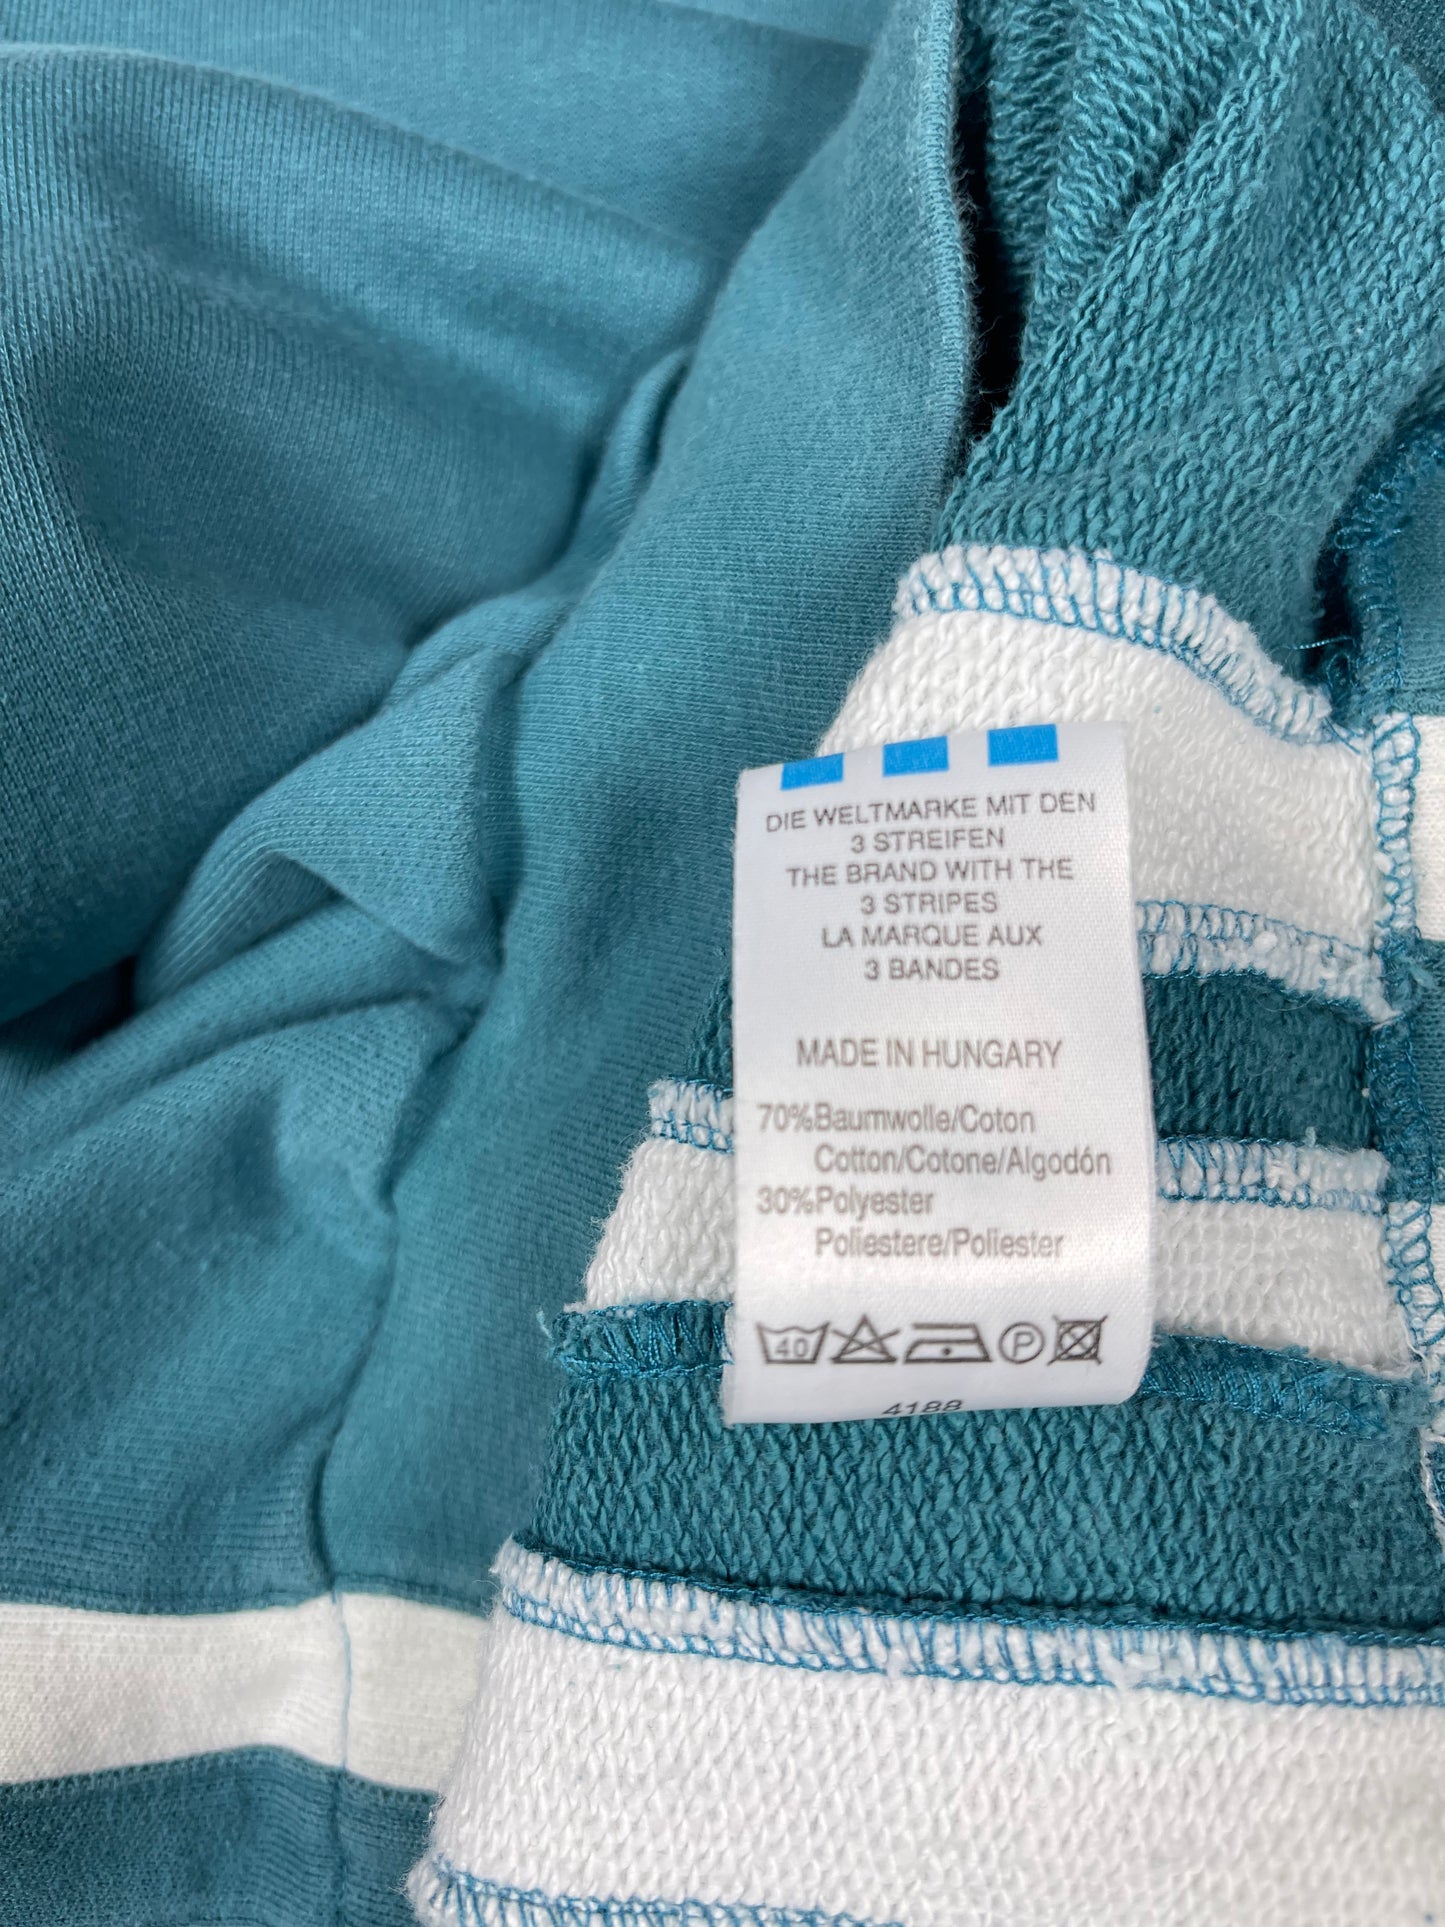 DIE WELTMARKE MIT DEN
3 STREIFEN
THE BRAND WITH THE
3 STRIPES
LA MARQUE AUX
3 BANDES
MADE IN HUNGARY
70%Baumwolle/Coton
Cotton/Cotone/Algodón
30%Polyester
Poliestere/Poliester
40 P
4188